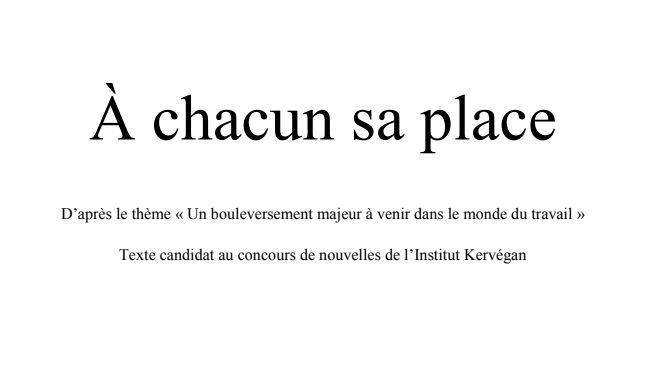 À chacun sa place
D’après le thème « Un bouleversement majeur à venir dans le monde du travail »
Texte candidat au concours de nouvelles de l’Institut Kervégan